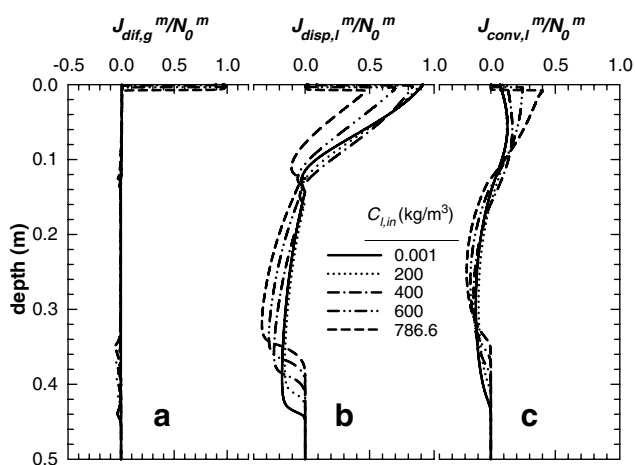 J_dif,g^m/N_0^m J_disp,l^m/N_0^m J_conv,l^m/N_0^m
-0.5 0.0 0.5 1.0 0.0 0.5 1.0 0.0 0.5 1.0
0.0
0.1
0.2
0.3
0.4
0.5
depth (m)
C_l,in (kg/m³)
0.001
200
400
600
786.6
a b c